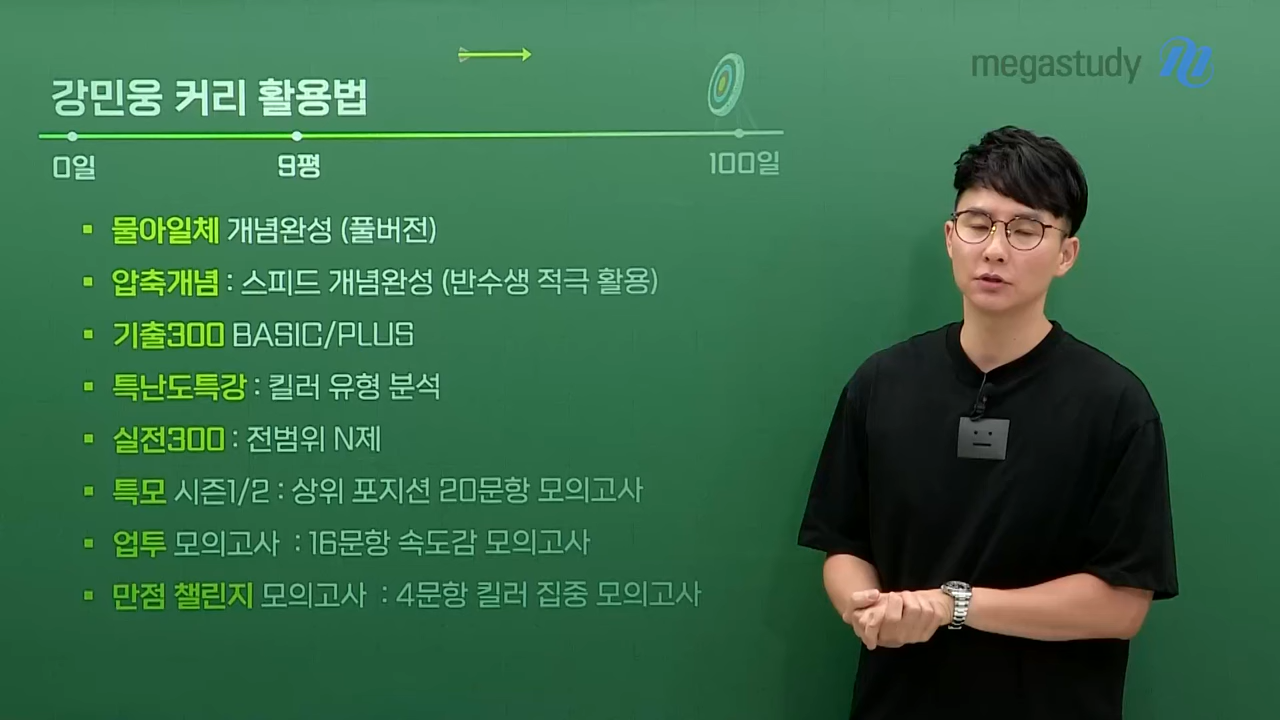 megastudy
강민웅 커리 활용법
0일 9평 100일
물아일체 개념완성 (풀버전)
압축개념 : 스피드 개념완성 (반수생 적극 활용)
기출300 BASIC/PLUS
특난도특강 : 킬러 유형 분석
실전300 : 전범위 N제
특모 시즌1/2 : 상위 포지션 20문항 모의고사
업투 모의고사 : 16문항 속도감 모의고사
만점 챌린지 모의고사 : 4문항 킬러 집중 모의고사